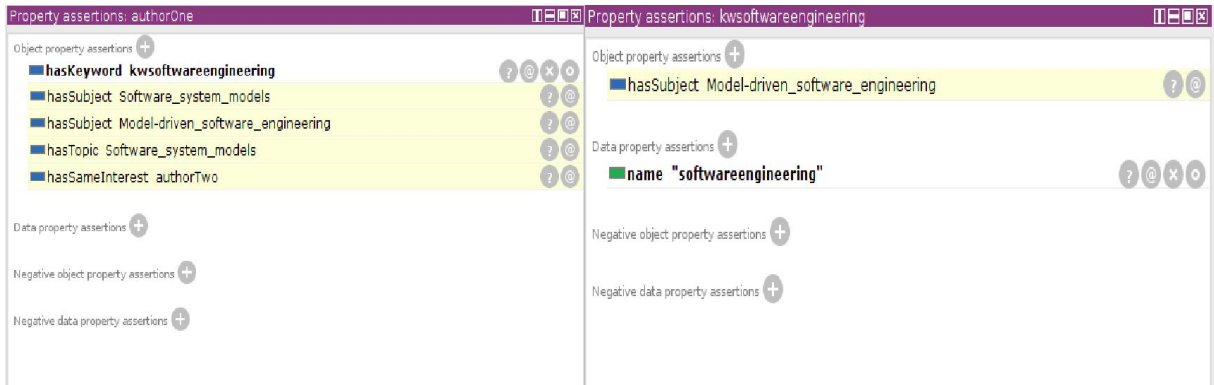 Property assertions: authorOne
Object property assertions
hasKeyword kwsoftwareengineering
hasSubject Software_system_models
hasSubject Model-driven_software_engineering
hasTopic Software_system_models
hasSameInterest authorTwo
Data property assertions
Negative object property assertions
Negative data property assertions
Property assertions: kwsoftwareengineering
Object property assertions
hasSubject Model-driven_software_engineering
Data property assertions
name "softwareengineering"
Negative object property assertions
Negative data property assertions